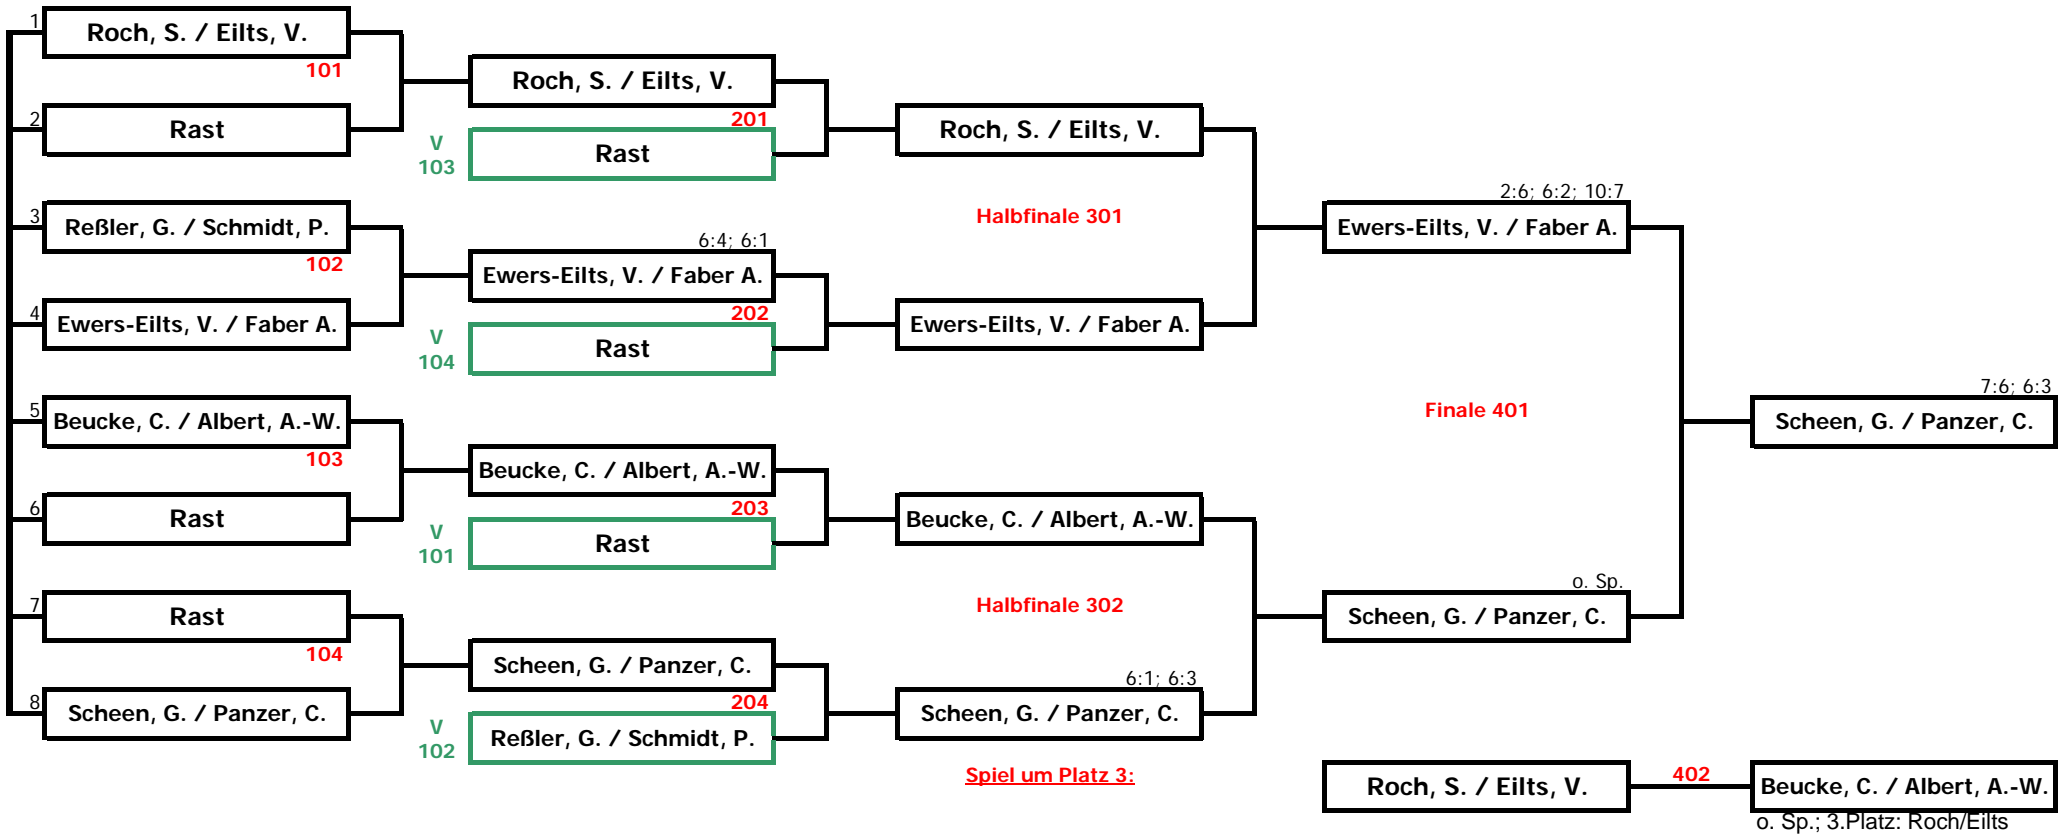 1
Roch, S. / Eilts, V.
101
2
Rast
3
Reßler, G. / Schmidt, P.
102
4
Ewers-Eilts, V. / Faber A.
5
Beucke, C. / Albert, A.-W.
103
6
Rast
7
Rast
104
8
Scheen, G. / Panzer, C.
Roch, S. / Eilts, V.
201
V
103
Rast
6:4; 6:1
Ewers-Eilts, V. / Faber A.
202
V
104
Rast
Beucke, C. / Albert, A.-W.
203
V
101
Rast
Scheen, G. / Panzer, C.
204
V
102
Reßler, G. / Schmidt, P.
Roch, S. / Eilts, V.
Halbfinale 301
Ewers-Eilts, V. / Faber A.
Beucke, C. / Albert, A.-W.
Halbfinale 302
6:1; 6:3
Scheen, G. / Panzer, C.
2:6; 6:2; 10:7
Ewers-Eilts, V. / Faber A.
Finale 401
o. Sp.
Scheen, G. / Panzer, C.
7:6; 6:3
Scheen, G. / Panzer, C.
Spiel um Platz 3:
Roch, S. / Eilts, V.
402
Beucke, C. / Albert, A.-W.
o. Sp.; 3.Platz: Roch/Eilts